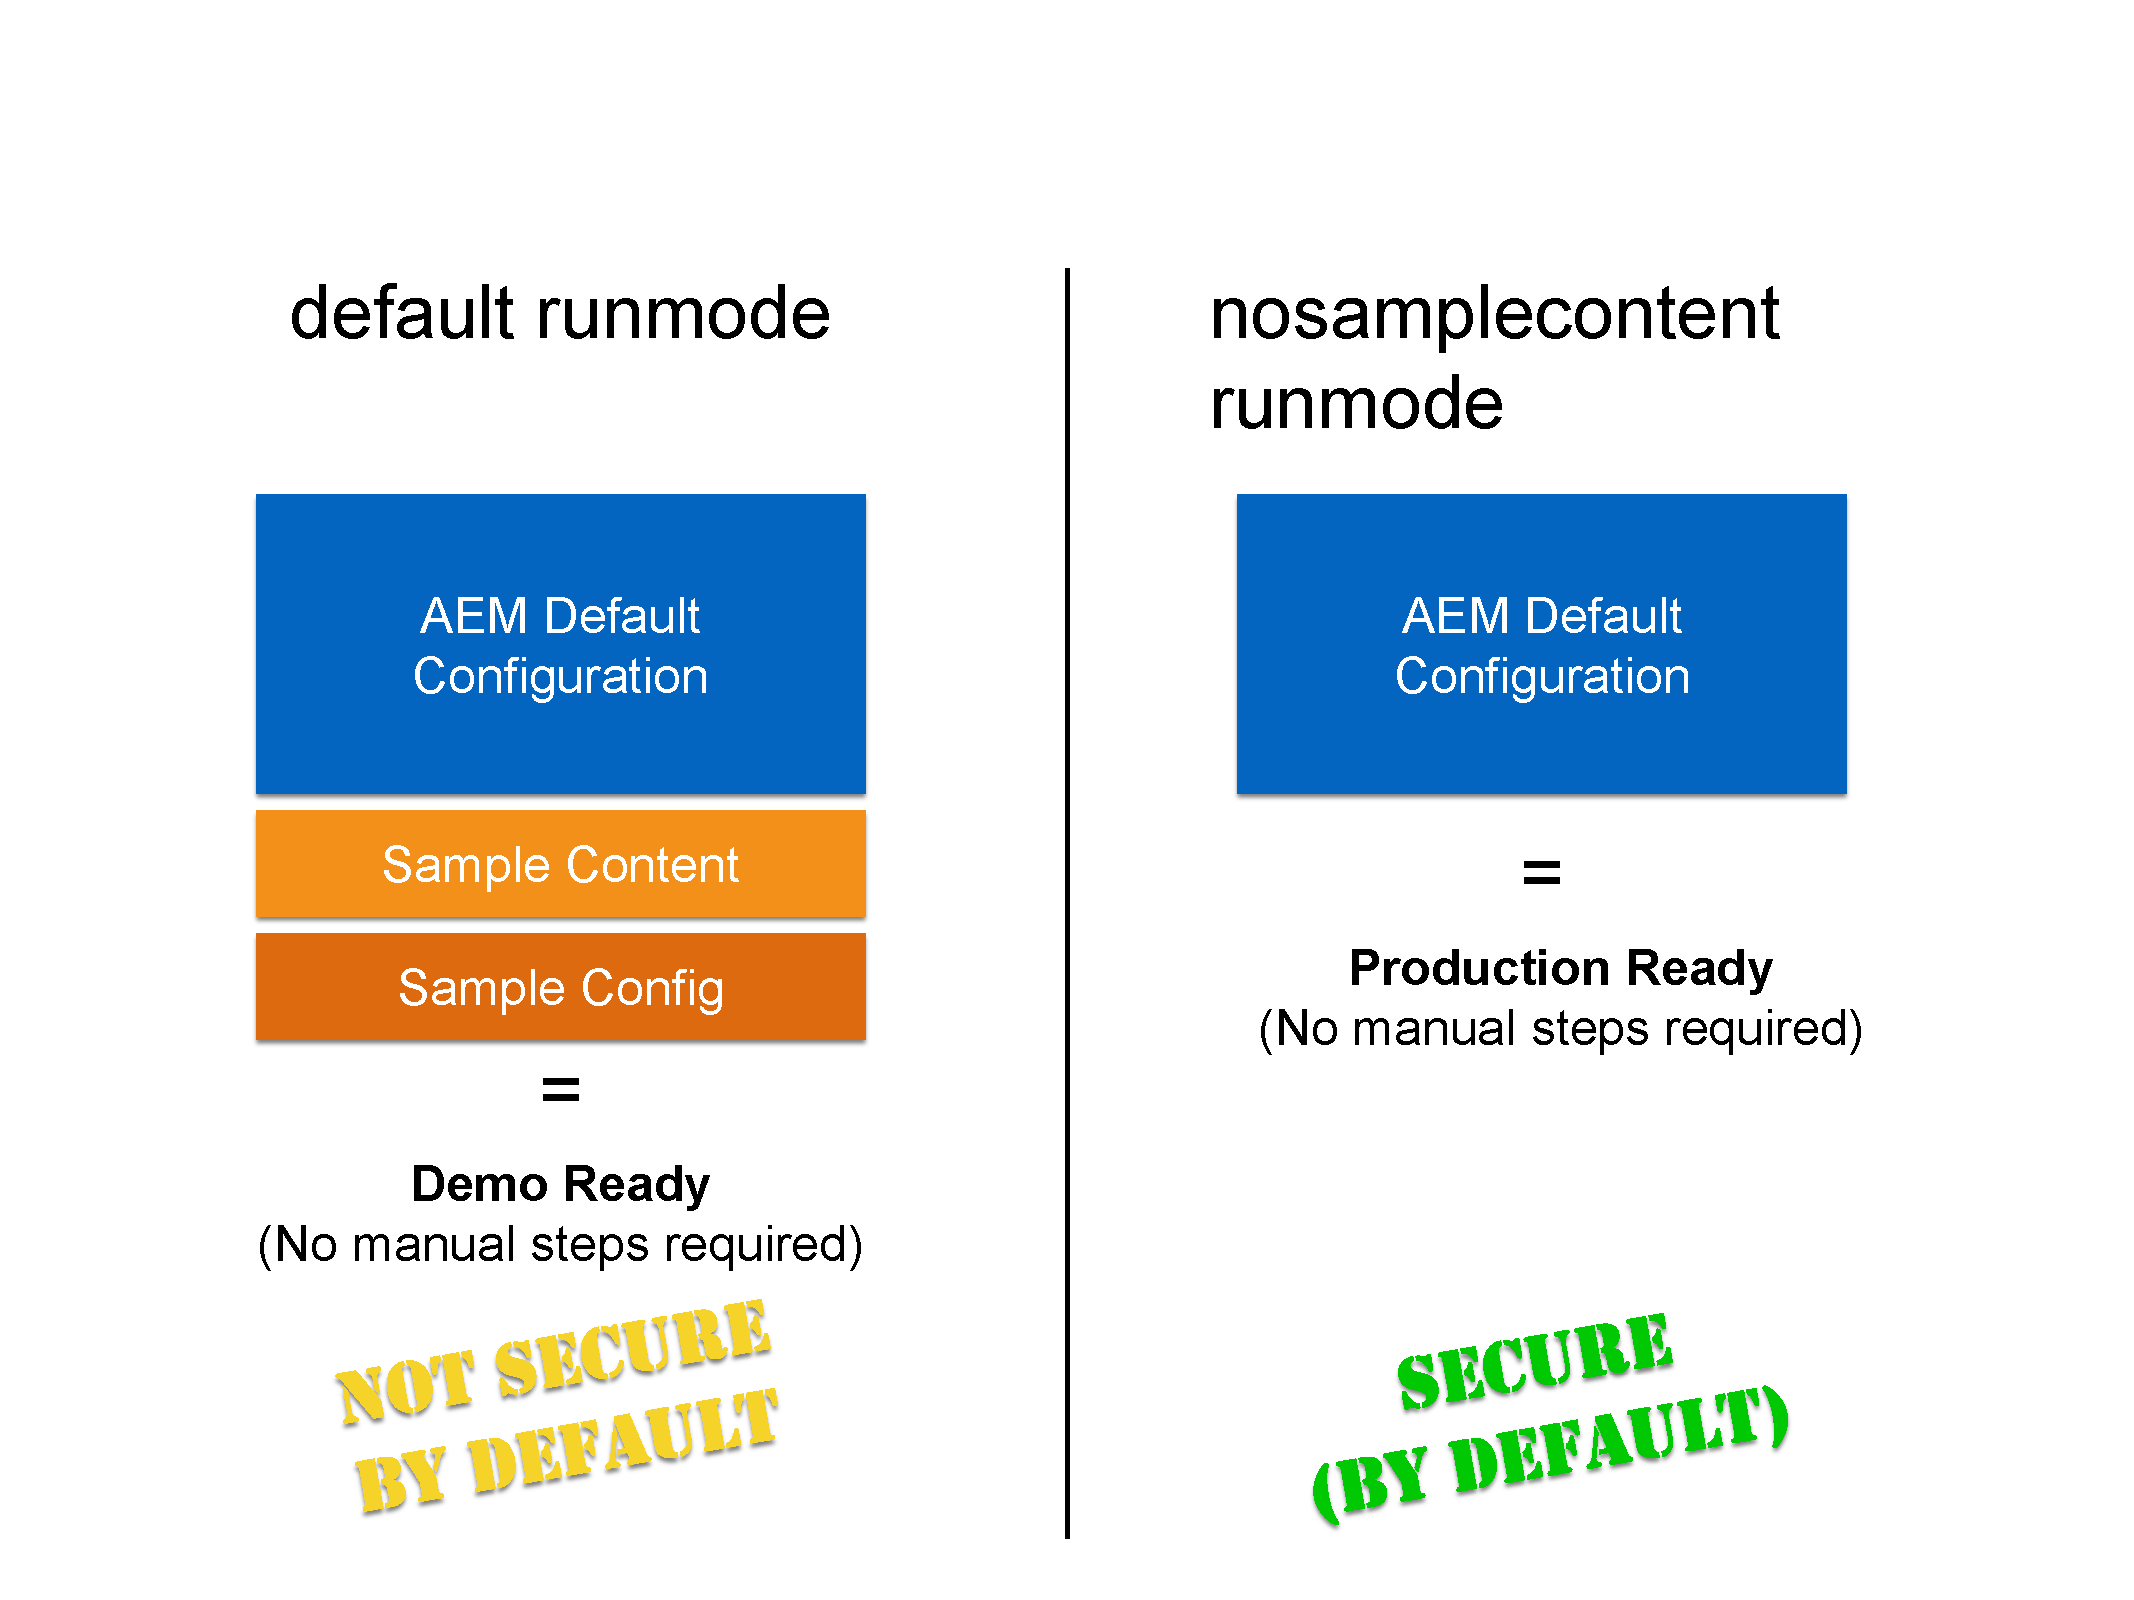 default runmode
AEM Default
Configuration
Sample Content
Sample Config
=
Demo Ready
(No manual steps required)
NOT SECURE
BY DEFAULT
nosamplecontent
runmode
AEM Default
Configuration
=
Production Ready
(No manual steps required)
SECURE
(BY DEFAULT)